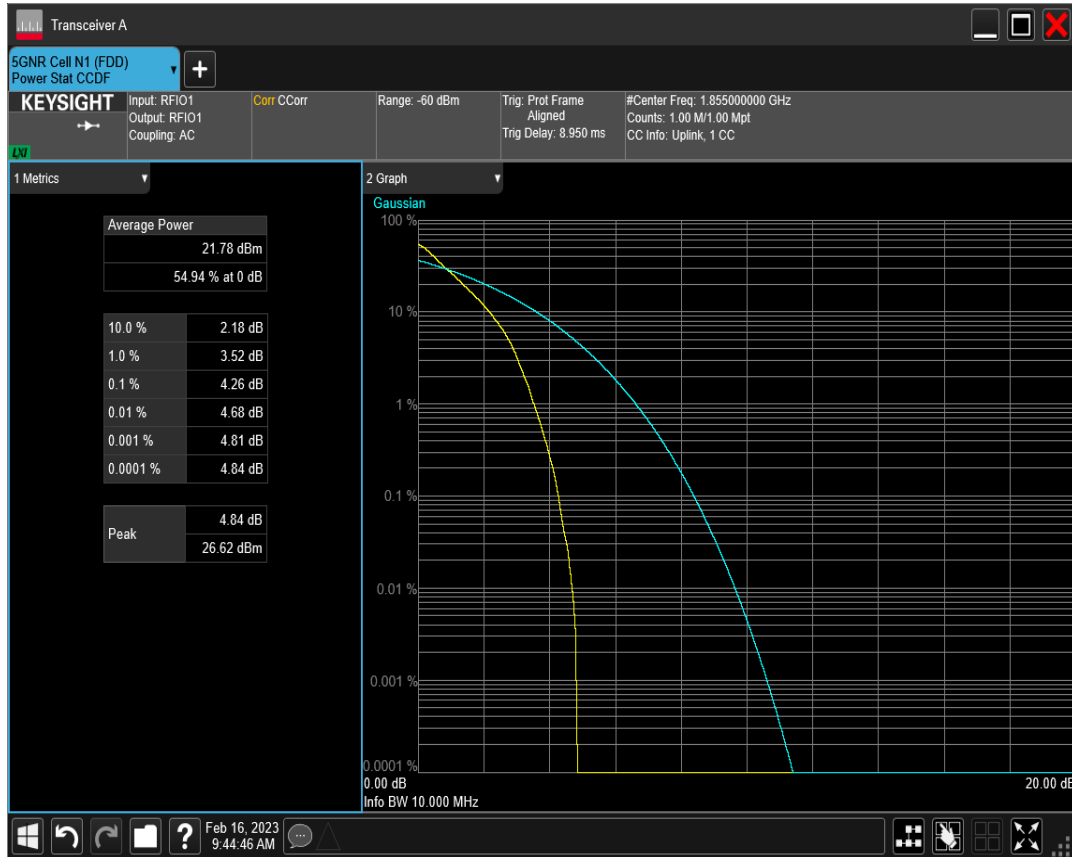 Transceiver A
5GNR Cell N1 (FDD)
Power Stat CCDF
+
KEYSIGHT
LXI
Input: RFIO1
Output: RFIO1
Coupling: AC
Corr CCorr
Range: -60 dBm
Trig: Prot Frame
Aligned
Trig Delay: 8.950 ms
#Center Freq: 1.855000000 GHz
Counts: 1.00 M/1.00 Mpt
CC Info: Uplink, 1 CC
1 Metrics
Average Power
21.78 dBm
54.94 % at 0 dB
10.0 % 2.18 dB
1.0 % 3.52 dB
0.1 % 4.26 dB
0.01 % 4.68 dB
0.001 % 4.81 dB
0.0001 % 4.84 dB
Peak
4.84 dB
26.62 dBm
2 Graph
Gaussian
100 %
10 %
1 %
0.1 %
0.01 %
0.001 %
0.0001 %
0.00 dB 20.00 dB
Info BW 10.000 MHz
?
Feb 16, 2023
9:44:46 AM